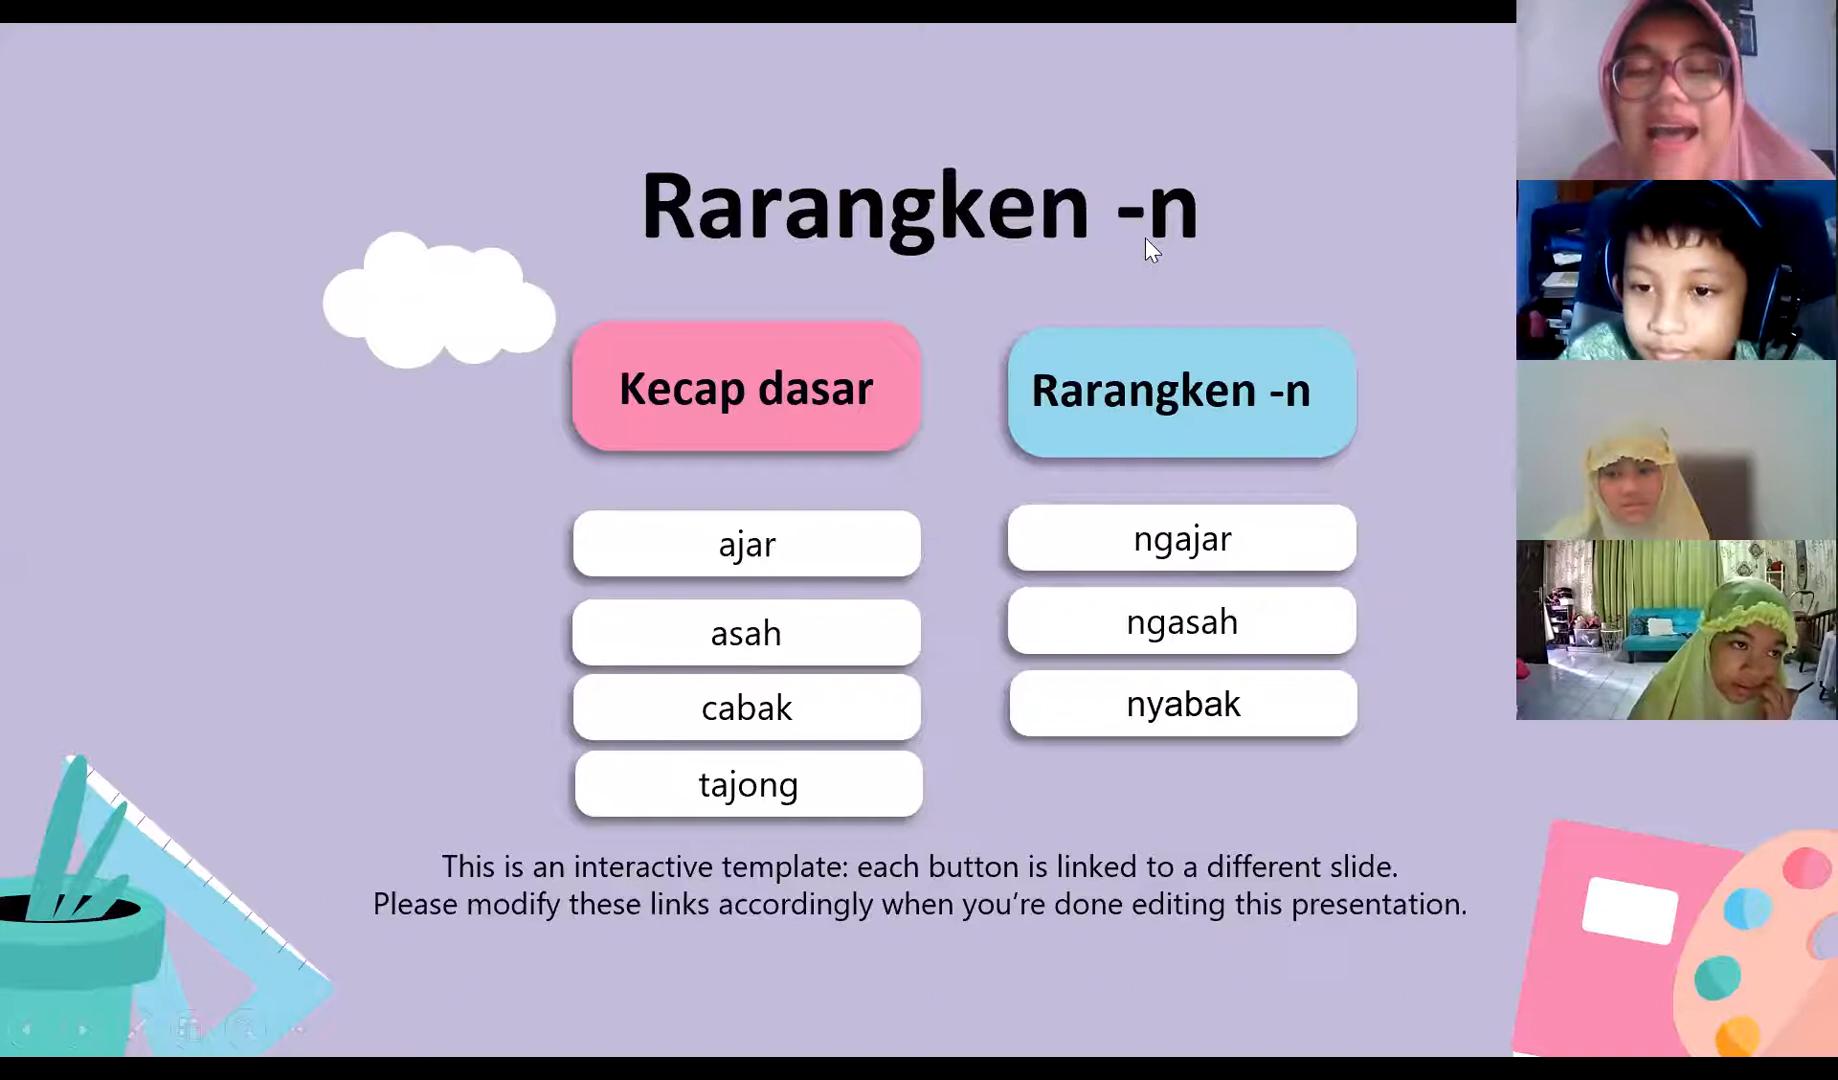 Rarangken -n
Kecap dasar
Rarangken -n
ajar
ngajar
asah
ngasah
cabak
nyabak
tajong
This is an interactive template: each button is linked to a different slide.
Please modify these links accordingly when you’re done editing this presentation.